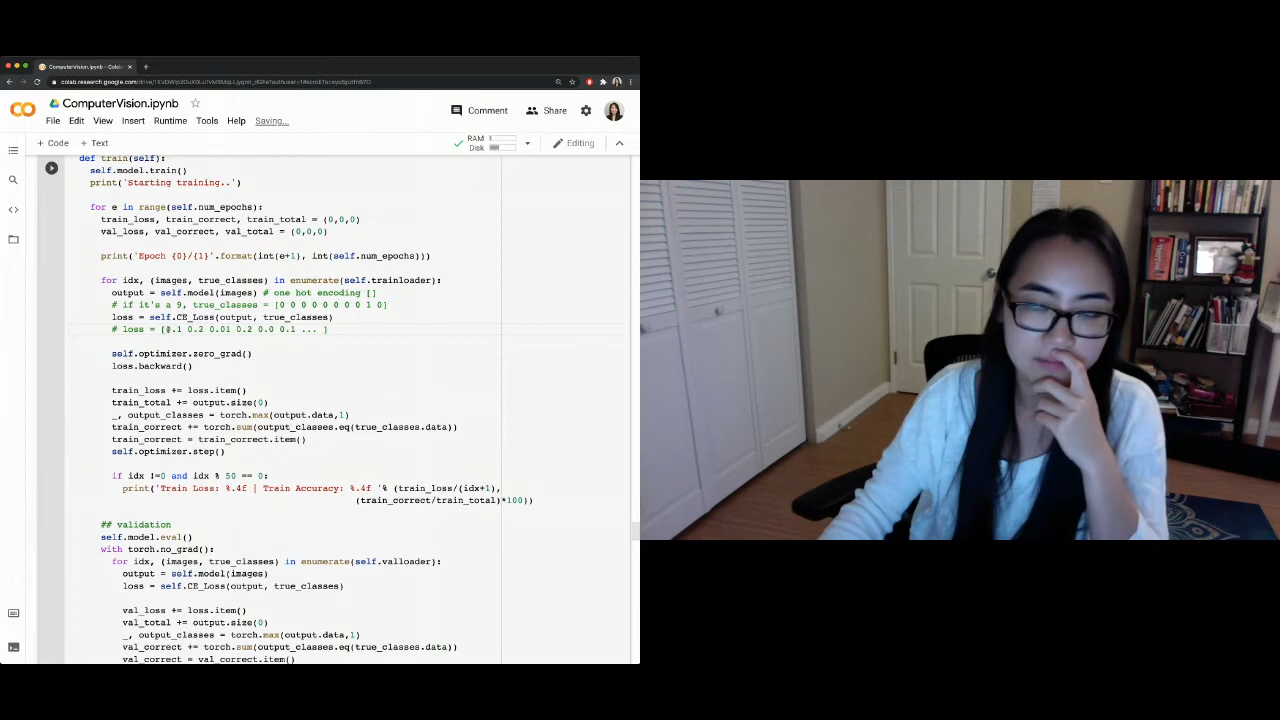 ComputerVision.ipynb - Colab
ComputerVision.ipynb
Comment
Share
File Edit View Insert Runtime Tools Help Saving...
+ Code + Text
RAM
Disk
Editing
def train(self):
self.model.train()
print('Starting training..')
for e in range(self.num_epochs):
train_loss, train_correct, train_total = (0,0,0)
val_loss, val_correct, val_total = (0,0,0)
print('Epoch {0}/{1}'.format(int(e+1), int(self.num_epochs)))
for idx, (images, true_classes) in enumerate(self.trainloader):
output = self.model(images) # one hot encoding []
# if it's a 9, true_classes = [0 0 0 0 0 0 0 0 1 0]
loss = self.CE_Loss(output, true_classes)
# loss = [0.1 0.2 0.01 0.2 0.0 0.1 ... ]
self.optimizer.zero_grad()
loss.backward()
train_loss += loss.item()
train_total += output.size(0)
_, output_classes = torch.max(output.data,1)
train_correct += torch.sum(output_classes.eq(true_classes.data))
train_correct = train_correct.item()
self.optimizer.step()
if idx !=0 and idx % 50 == 0:
print('Train Loss: %.4f | Train Accuracy: %.4f '% (train_loss/(idx+1),
(train_correct/train_total)*100))
## validation
self.model.eval()
with torch.no_grad():
for idx, (images, true_classes) in enumerate(self.valloader):
output = self.model(images)
loss = self.CE_Loss(output, true_classes)
val_loss += loss.item()
val_total += output.size(0)
_, output_classes = torch.max(output.data,1)
val_correct += torch.sum(output_classes.eq(true_classes.data))
val_correct = val_correct.item()